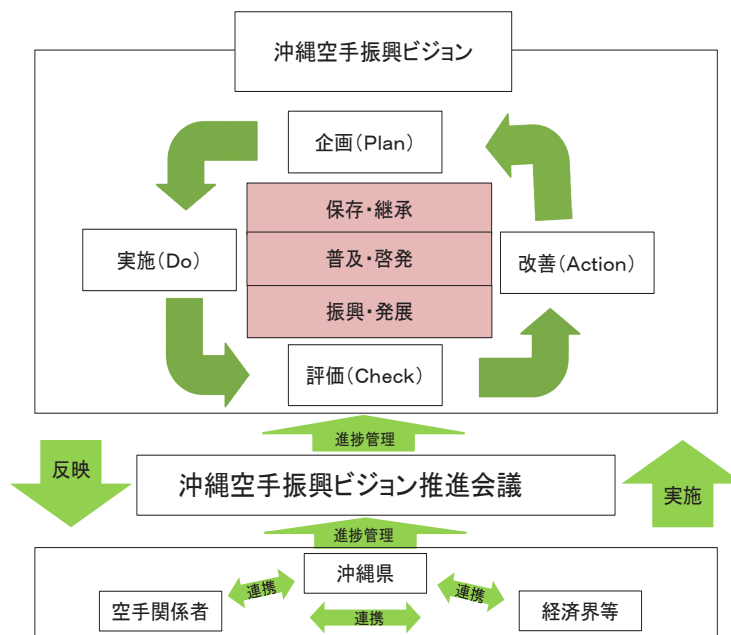 沖縄空手振興ビジョン
企画(Plan)
保存・継承
実施(Do)
普及・啓発
改善(Action)
振興・発展
評価(Check)
進捗管理
反映
沖縄空手振興ビジョン推進会議
実施
進捗管理
沖縄県
連携
連携
空手関係者
連携
経済界等